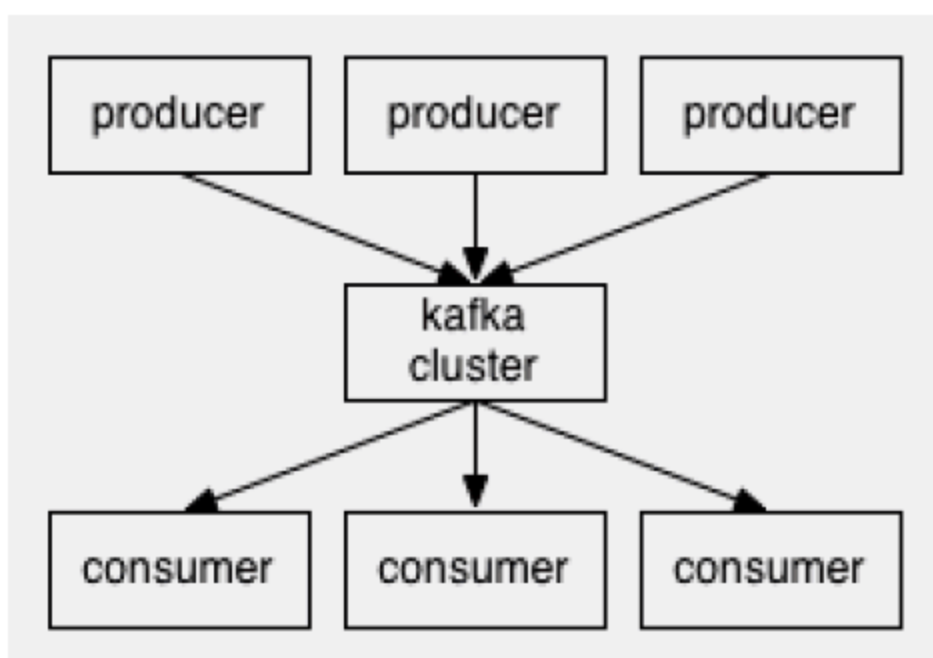 producer
producer
producer
kafka
cluster
consumer
consumer
consumer